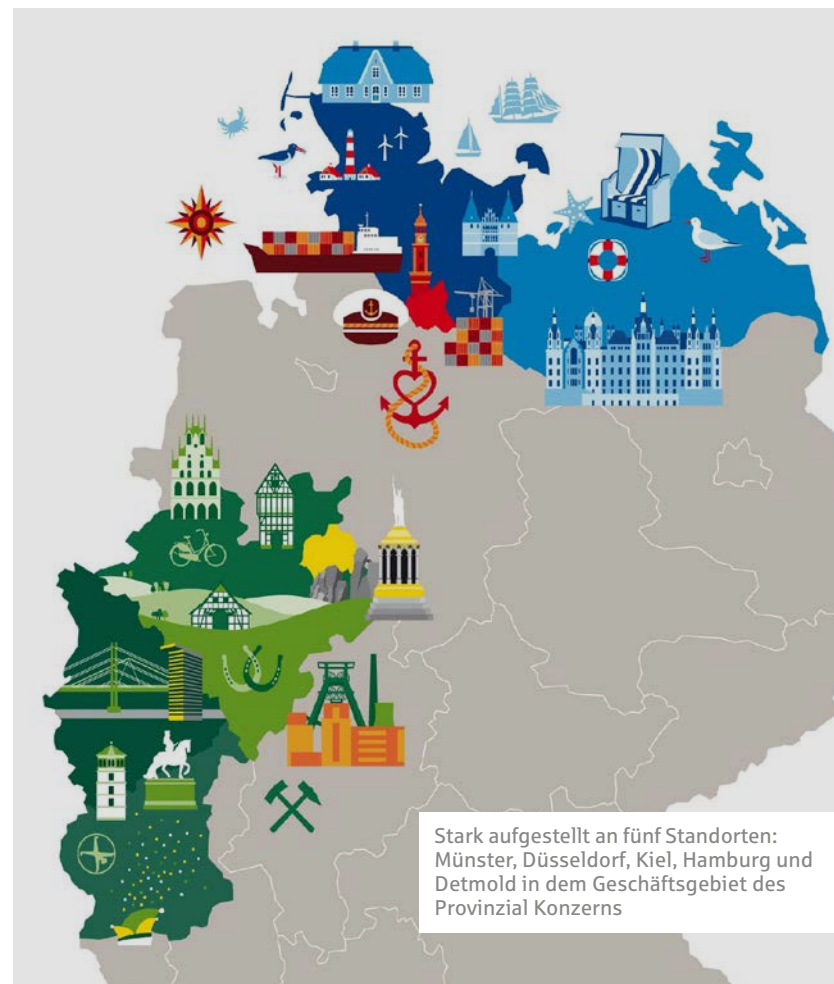 Stark aufgestellt an fünf Standorten:
Münster, Düsseldorf, Kiel, Hamburg und
Detmold in dem Geschäftsgebiet des
Provinzial Konzerns